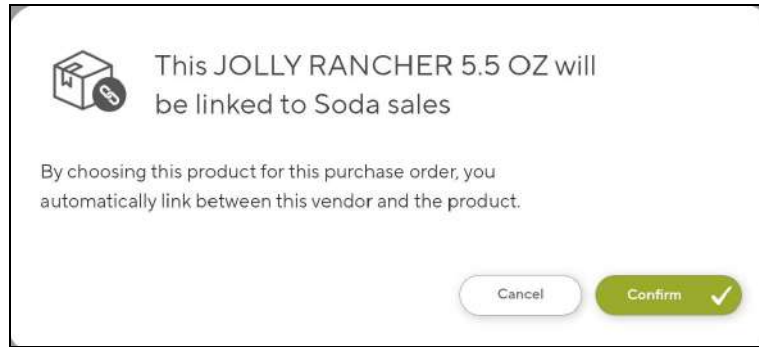 This JOLLY RANCHER 5.5 OZ will
be linked to Soda sales
By choosing this product for this purchase order, you
automatically link between this vendor and the product.
Cancel
Confirm